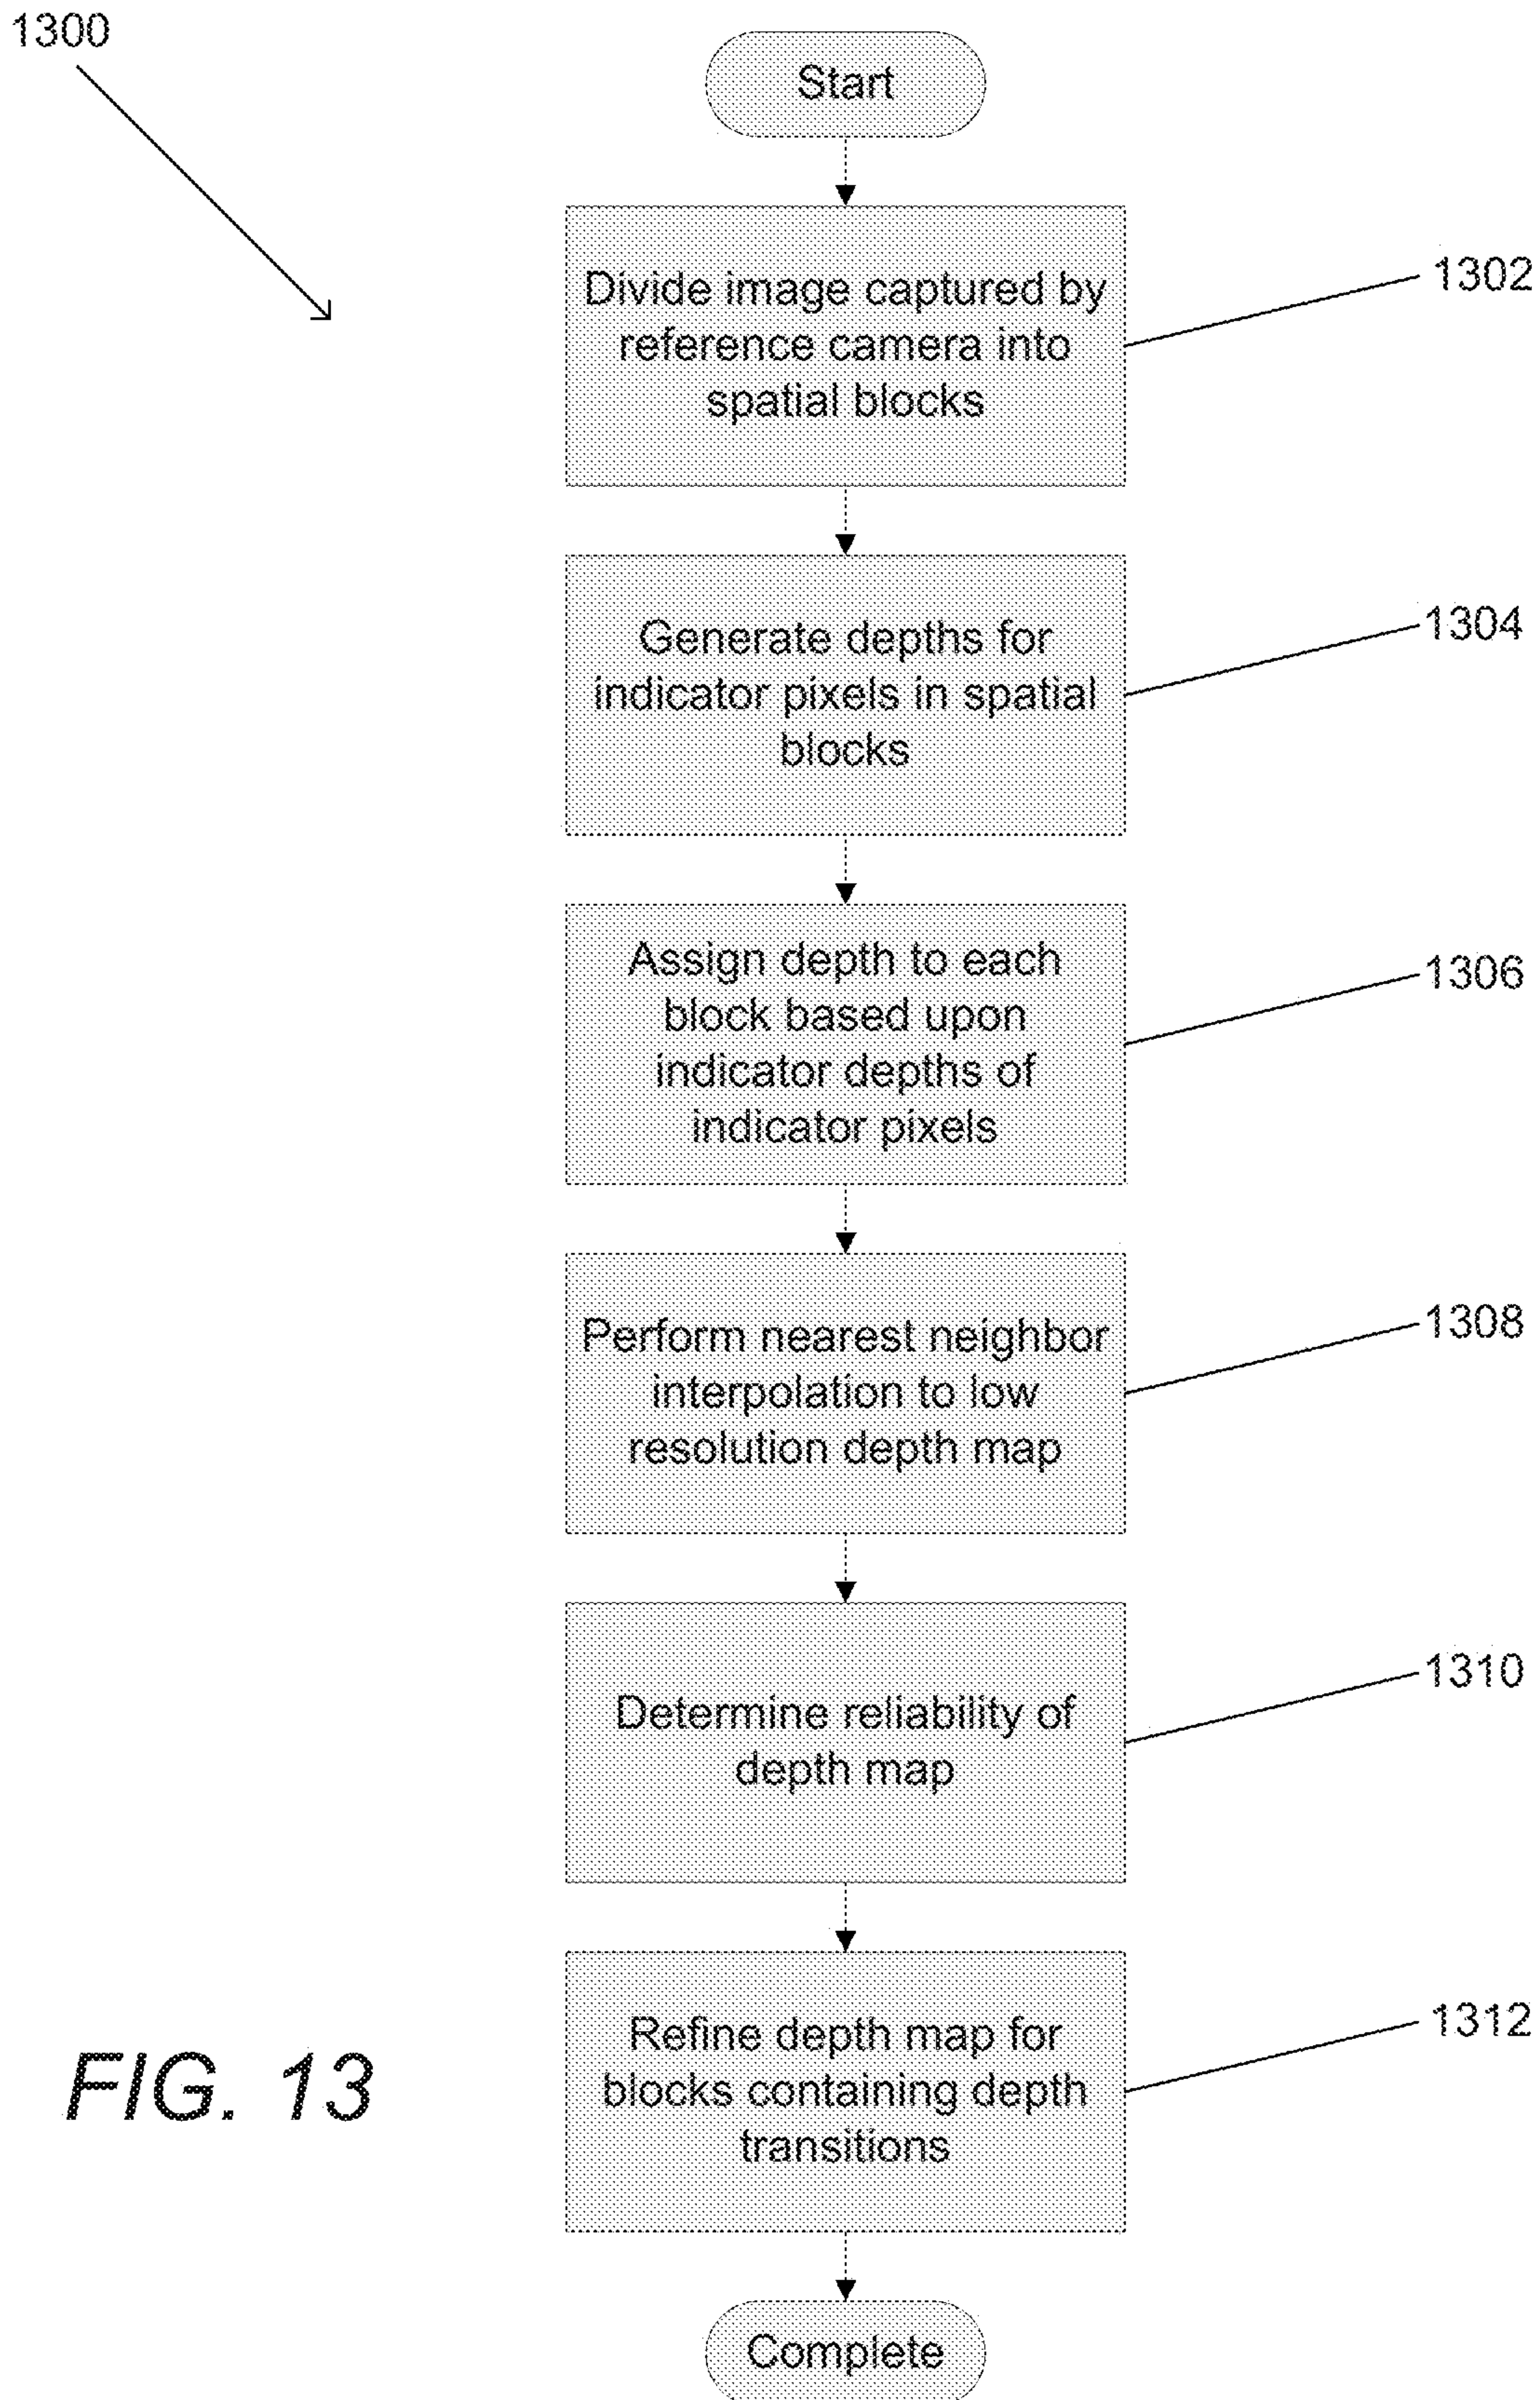 1300
Start
Divide image captured by
reference camera into
spatial blocks
1302
Generate depths for
indicator pixels in spatial
blocks
1304
Assign depth to each
block based upon
indicator depths of
indicator pixels
1306
Perform nearest neighbor
interpolation to low
resolution depth map
1308
Determine reliability of
depth map
1310
Refine depth map for
blocks containing depth
transitions
1312
FIG. 13
Complete